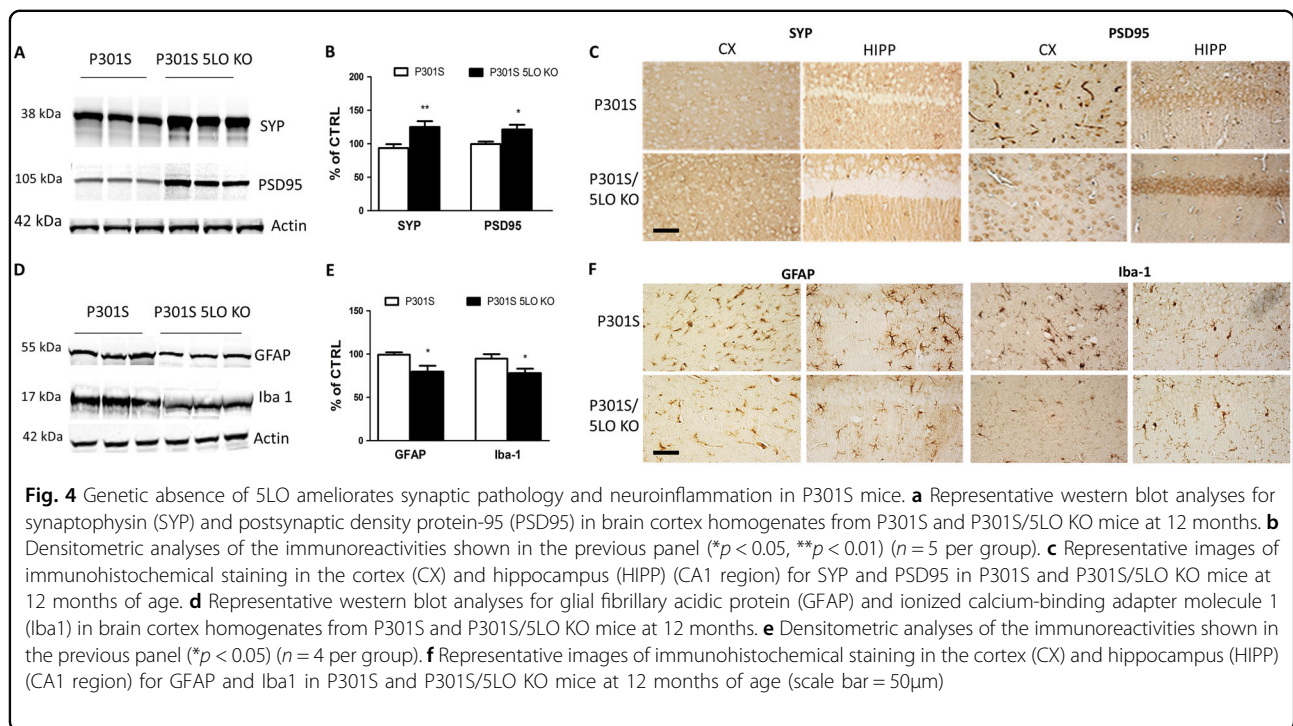 A
P301S P301S 5LO KO
38 kDa
SYP
105 kDa
PSD95
42 kDa
Actin
B
P301S P301S 5LO KO
% of CTRL
200
150
100
50
0
** *
SYP PSD95
C
SYP PSD95
CX HIPP CX HIPP
P301S
P301S/
5LO KO
D
P301S P301S 5LO KO
55 kDa
GFAP
17 kDa
Iba 1
42 kDa
Actin
E
P301S P301S 5LO KO
% of CTRL
200
150
100
50
0
* *
GFAP Iba-1
F
GFAP Iba-1
P301S
P301S/
5LO KO
Fig. 4 Genetic absence of 5LO ameliorates synaptic pathology and neuroinflammation in P301S mice. a Representative western blot analyses for
synaptophysin (SYP) and postsynaptic density protein-95 (PSD95) in brain cortex homogenates from P301S and P301S/5LO KO mice at 12 months. b
Densitometric analyses of the immunoreactivities shown in the previous panel (*p < 0.05, **p < 0.01) (n = 5 per group). c Representative images of
immunohistochemical staining in the cortex (CX) and hippocampus (HIPP) (CA1 region) for SYP and PSD95 in P301S and P301S/5LO KO mice at
12 months of age. d Representative western blot analyses for glial fibrillary acidic protein (GFAP) and ionized calcium-binding adapter molecule 1
(Iba1) in brain cortex homogenates from P301S and P301S/5LO KO mice at 12 months. e Densitometric analyses of the immunoreactivities shown in
the previous panel (*p < 0.05) (n = 4 per group). f Representative images of immunohistochemical staining in the cortex (CX) and hippocampus (HIPP)
(CA1 region) for GFAP and Iba1 in P301S and P301S/5LO KO mice at 12 months of age (scale bar = 50μm)